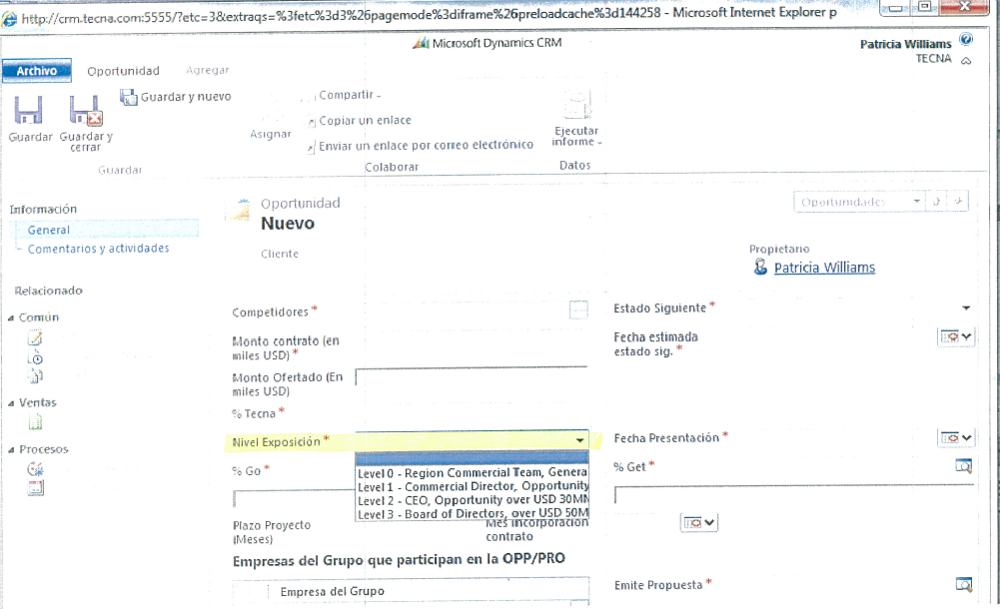 http://crm.tecna.com:5555/?etc=3&extraqs=%3fetc%3d3%26pagemode%3diframe%26preloadcache%3d144258 - Microsoft Internet Explorer p
Microsoft Dynamics CRM
Patricia Williams
TECNA
Archivo Oportunidad Agregar
Guardar
Guardar y cerrar
Guardar y nuevo
Guardar
Asignar
Compartir
Copiar un enlace
Enviar un enlace por correo electrónico
Colaborar
Ejecutar informe
Datos
Información
General
Comentarios y actividades
Relacionado
Común
Ventas
Procesos
Oportunidad
Nuevo
Cliente
Oportunidades
Propietario
Patricia Williams
Competidores *
Estado Siguiente *
Monto contrato (en
miles USD) *
Fecha estimada
estado sig. *
Monto Ofertado (En
miles USD)
% Tecna *
Nivel Exposición *
Fecha Presentación *
% Go *
Level 0 - Region Commercial Team, Genera
Level 1 - Commercial Director, Opportunity
Level 2 - CEO, Opportunity over USD 30MN
Level 3 - Board of Directors, over USD 50M
% Get *
Plazo Proyecto
(Meses)
Mes incorporación
contrato
Empresas del Grupo que participan en la OPP/PRO
Empresa del Grupo
Emite Propuesta *